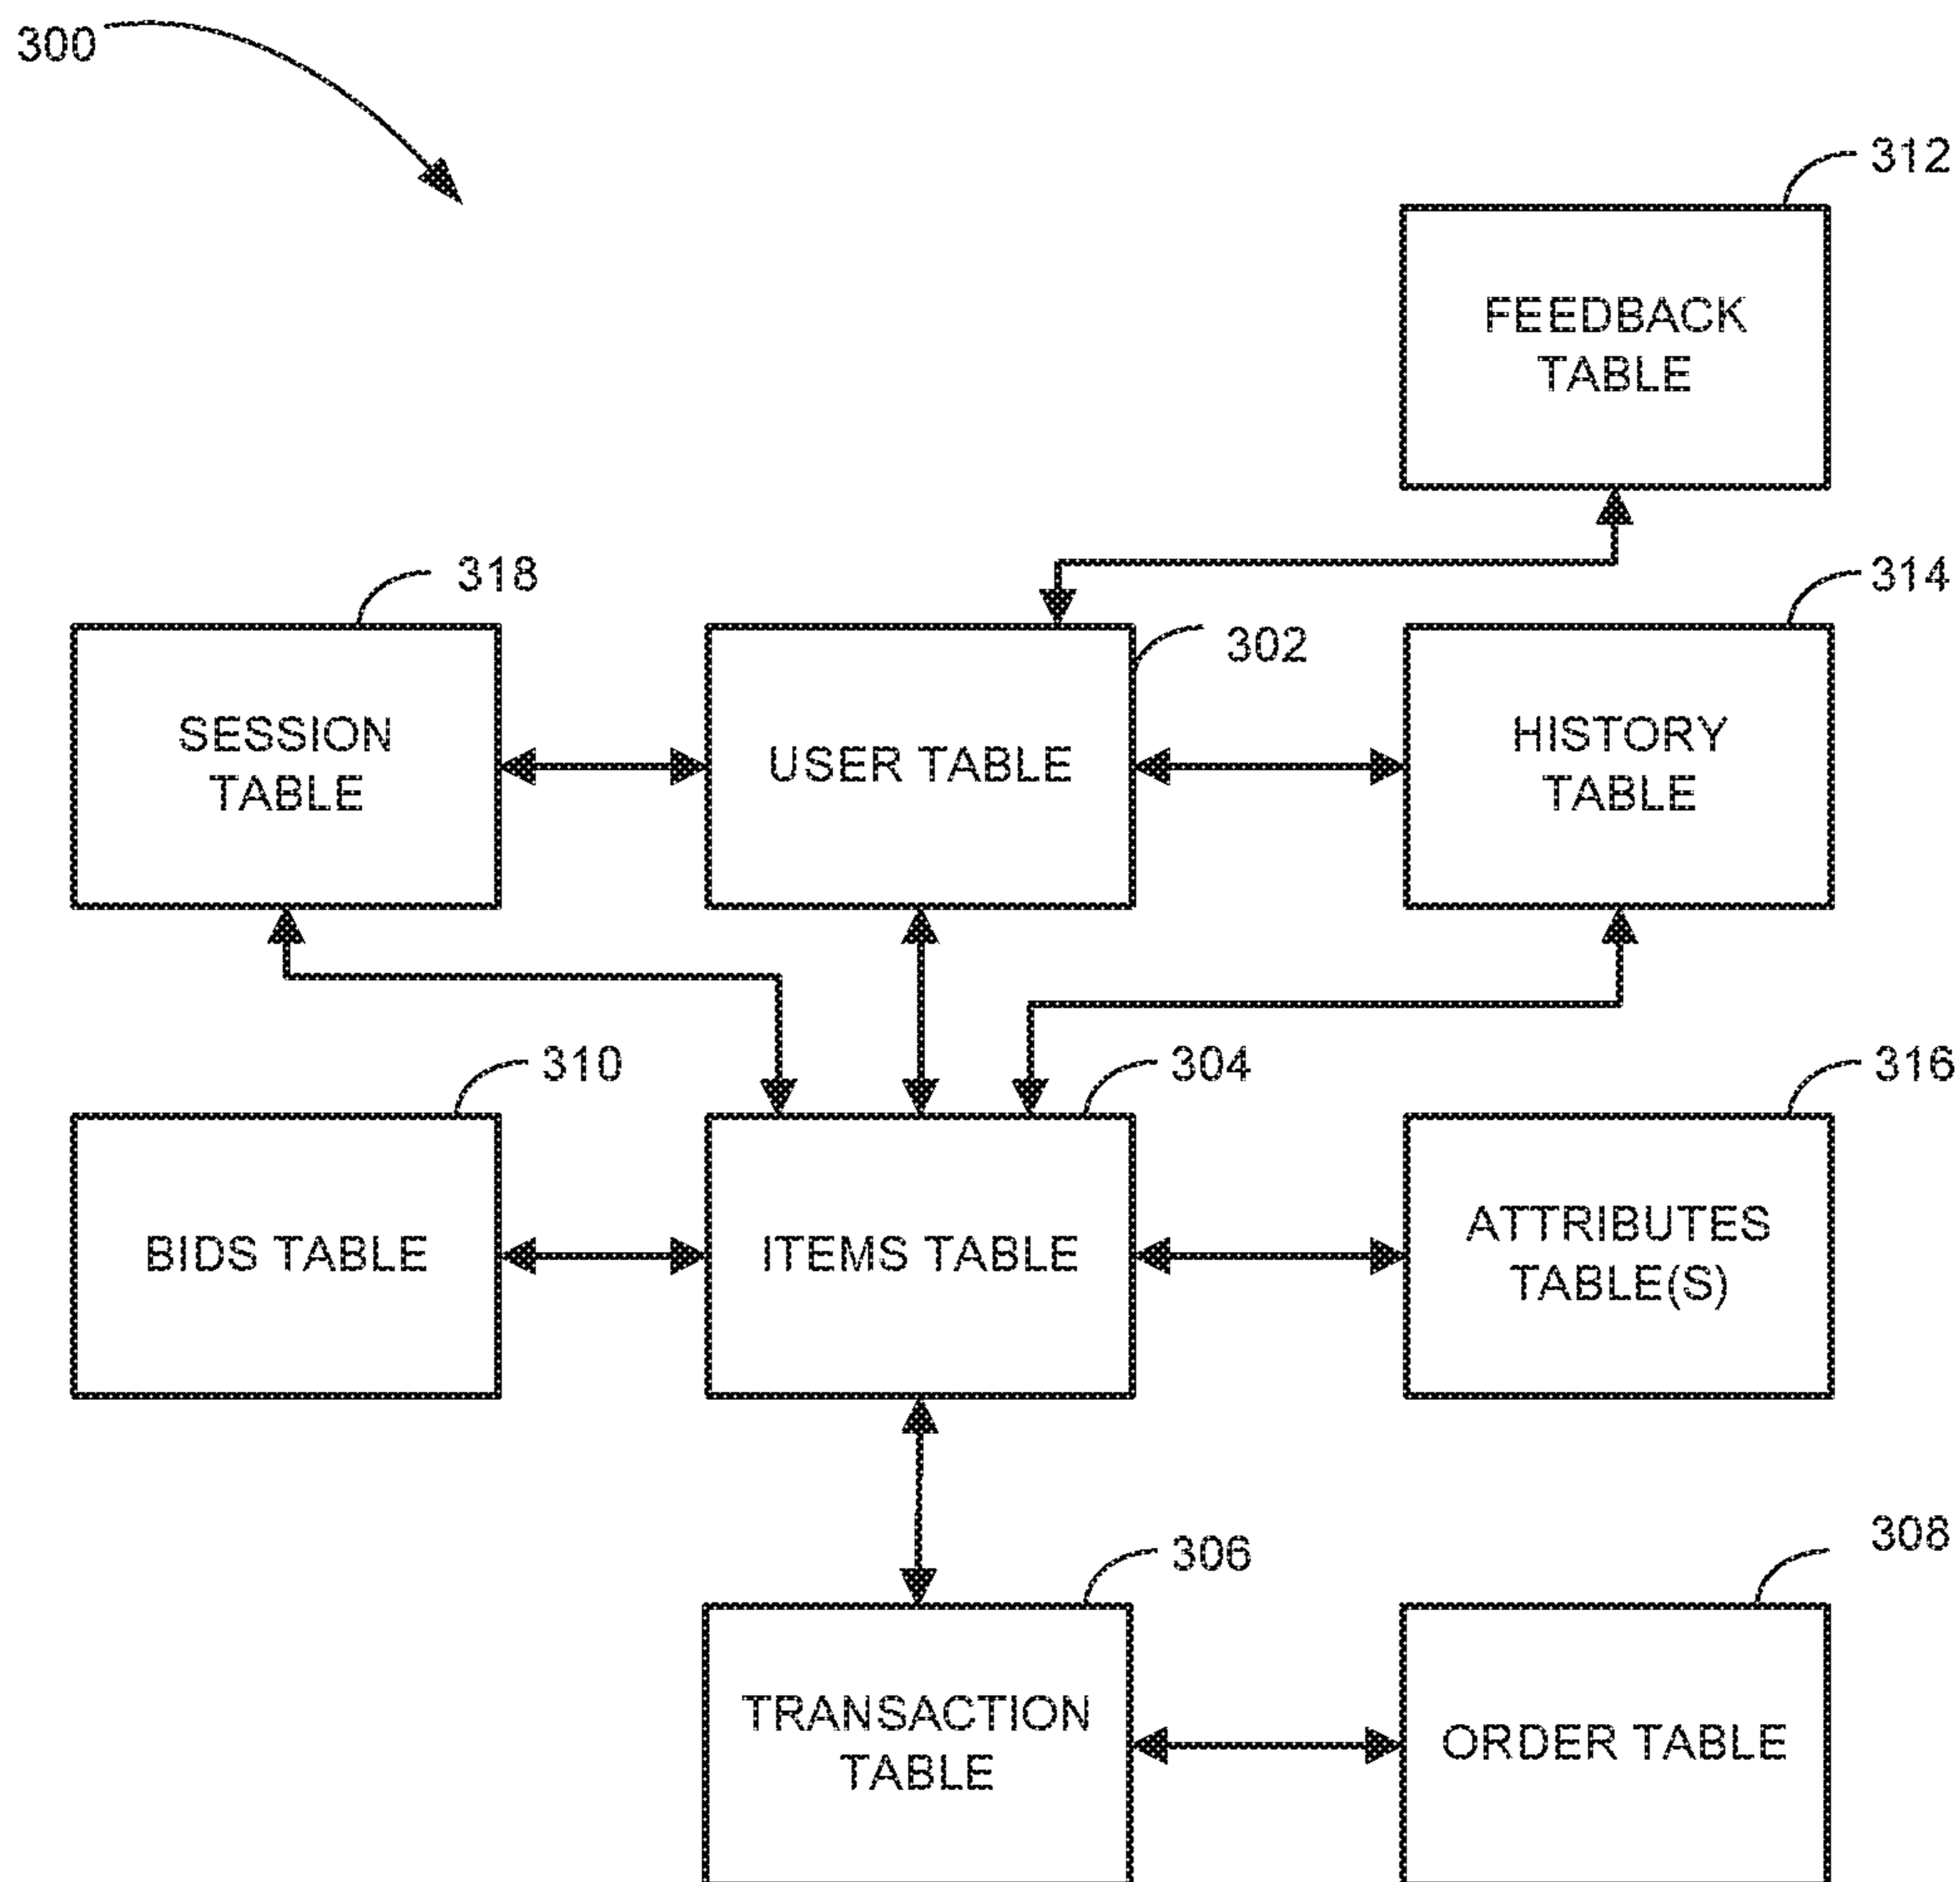 300
312
FEEDBACK
TABLE
318
302
314
SESSION
TABLE
USER TABLE
HISTORY
TABLE
310
304
316
BIDS TABLE
ITEMS TABLE
ATTRIBUTES
TABLE(S)
306
308
TRANSACTION
TABLE
ORDER TABLE